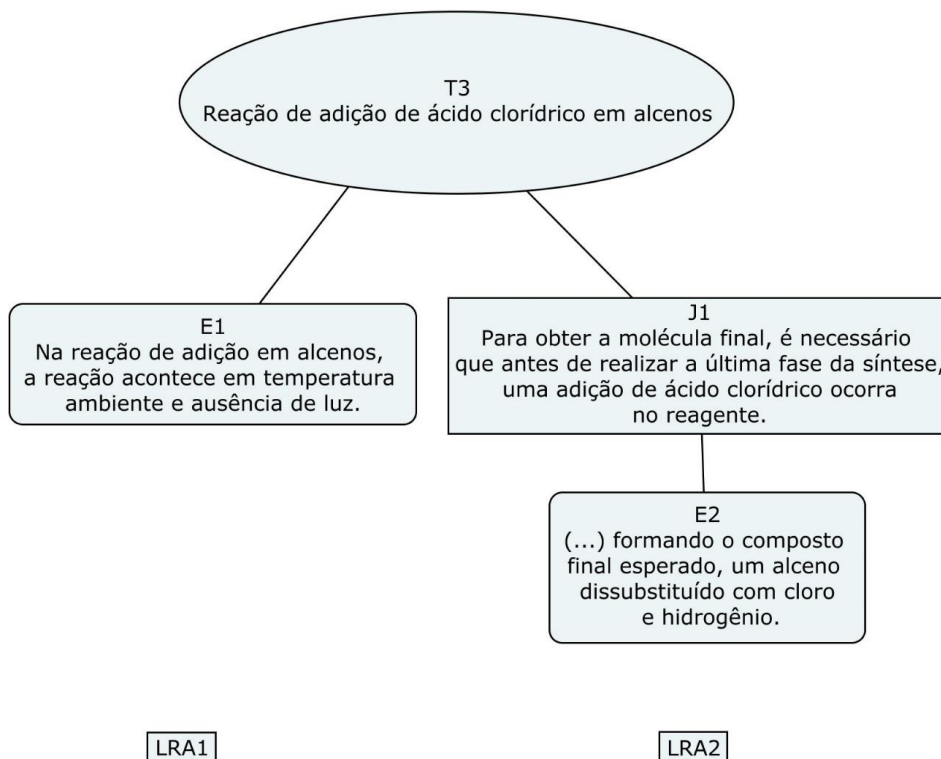 T3
Reação de adição de ácido clorídrico em alcenos
E1
Na reação de adição em alcenos,
a reação acontece em temperatura
ambiente e ausência de luz.
J1
Para obter a molécula final, é necessário
que antes de realizar a última fase da síntese,
uma adição de ácido clorídrico ocorra
no reagente.
E2
(...) formando o composto
final esperado, um alceno
dissubstituído com cloro
e hidrogênio.
LRA1
LRA2